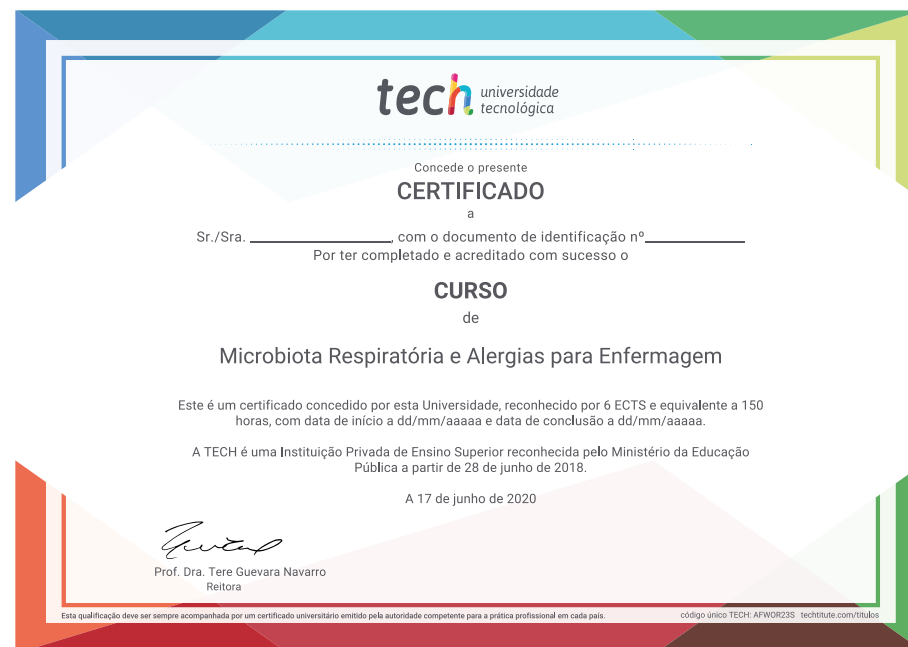 tech universidade
tecnológica
Concede o presente
CERTIFICADO
a
Sr./Sra. ____________________, com o documento de identificação nº______________
Por ter completado e acreditado com sucesso o
CURSO
de
Microbiota Respiratória e Alergias para Enfermagem
Este é um certificado concedido por esta Universidade, reconhecido por 6 ECTS e equivalente a 150
horas, com data de início a dd/mm/aaaaa e data de conclusão a dd/mm/aaaaa.
A TECH é uma Instituição Privada de Ensino Superior reconhecida pelo Ministério da Educação
Pública a partir de 28 de junho de 2018.
A 17 de junho de 2020
Prof. Dra. Tere Guevara Navarro
Reitora
Esta qualificação deve ser sempre acompanhada por um certificado universitário emitido pela autoridade competente para a prática profissional em cada país.
código único TECH: AFWOR23S techtitute.com/titulos